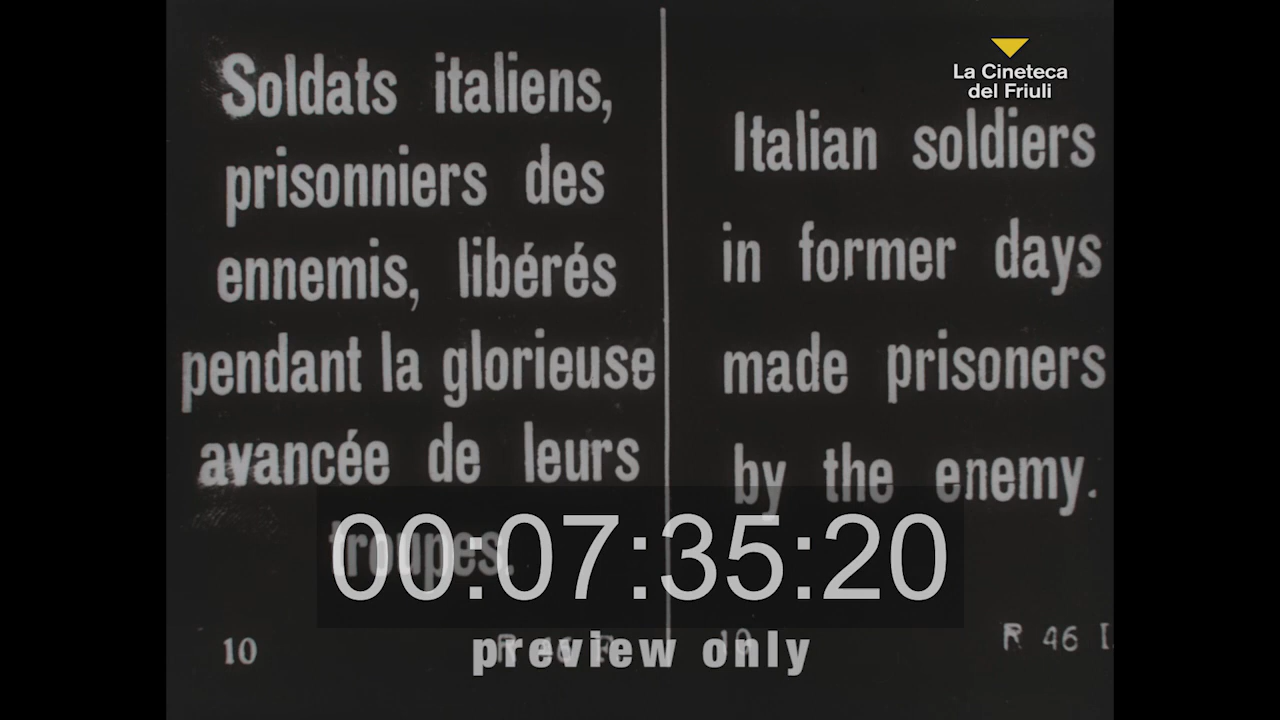 Soldats italiens,
prisonniers des
ennemis, libérés
pendant la glorieuse
avancée de leurs
troupes.
10
Italian soldiers
in former days
made prisoners
by the enemy.
10
R 46
La Cineteca
del Friuli
00:07:35:20
preview only